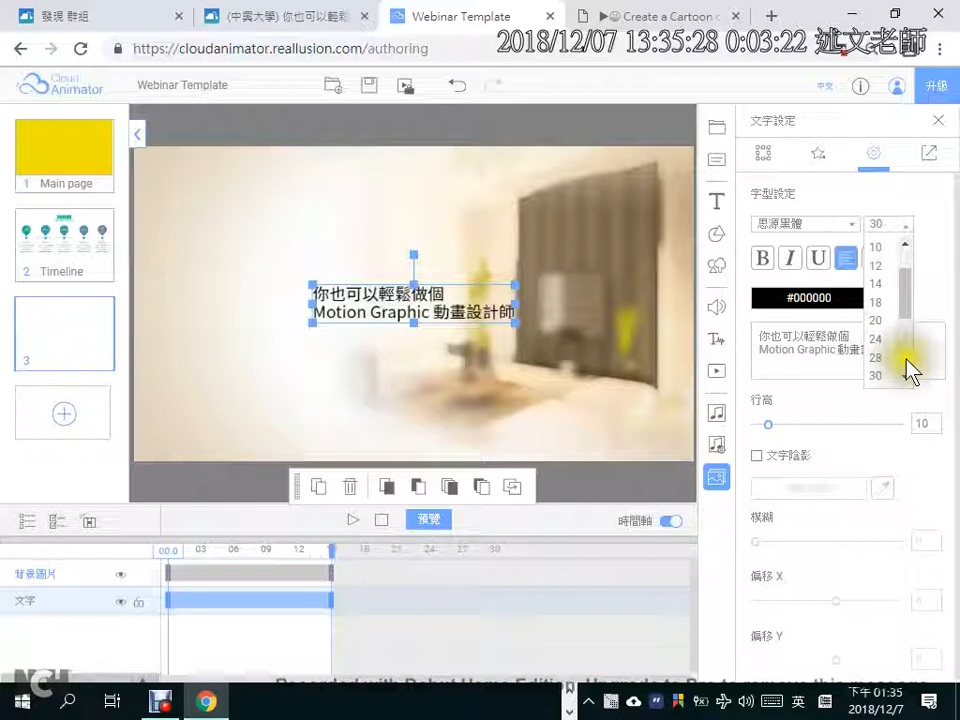 發現 群組
(中興大學) 你也可以輕鬆
Webinar Template
Create a Cartoon
https://cloudanimator.reallusion.com/authoring
2018/12/07 13:35:28 0:03:22 述文老師
Cloud
Animator
Webinar Template
中文
升級
1 Main page
2 Timeline
3
你也可以輕鬆做個
Motion Graphic 動畫設計師
文字設定
字型設定
思源黑體
30
10
12
14
18
20
24
28
30
B I U
#000000
你也可以輕鬆做個
Motion Graphic 動畫
行高
10
文字陰影
模糊
偏移 X
偏移 Y
預覽
時間軸
00.0 03 06 09 12 18 21 24 27 30
背景圖片
文字
NCH
英
下午 01:35
2018/12/7